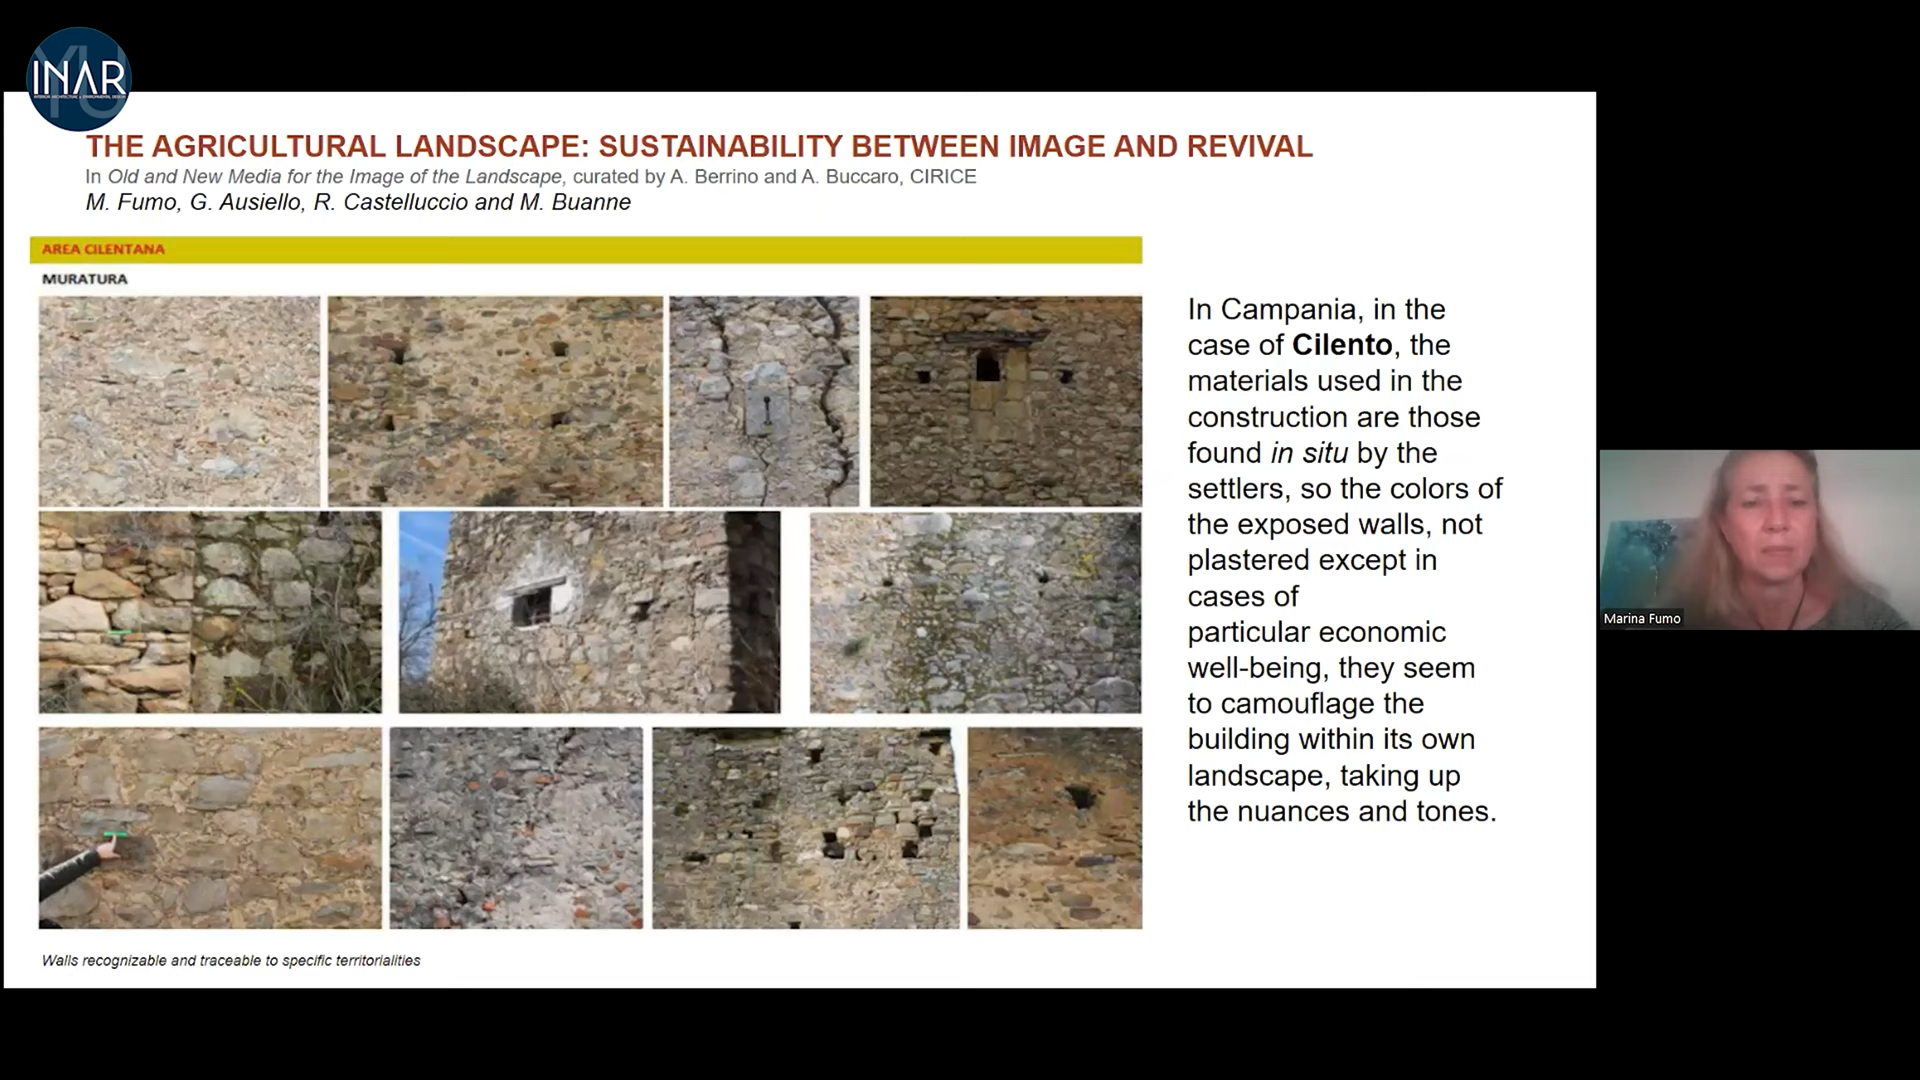 YU
INAR
INTERIOR ARCHITECTURE & ENVIRONMENTAL DESIGN
THE AGRICULTURAL LANDSCAPE: SUSTAINABILITY BETWEEN IMAGE AND REVIVAL
In Old and New Media for the Image of the Landscape, curated by A. Berrino and A. Buccaro, CIRICE
M. Fumo, G. Ausiello, R. Castelluccio and M. Buanne
AREA CILENTANA
MURATURA
In Campania, in the
case of Cilento, the
materials used in the
construction are those
found in situ by the
settlers, so the colors of
the exposed walls, not
plastered except in
cases of
particular economic
well-being, they seem
to camouflage the
building within its own
landscape, taking up
the nuances and tones.
Walls recognizable and traceable to specific territorialities
Marina Fumo